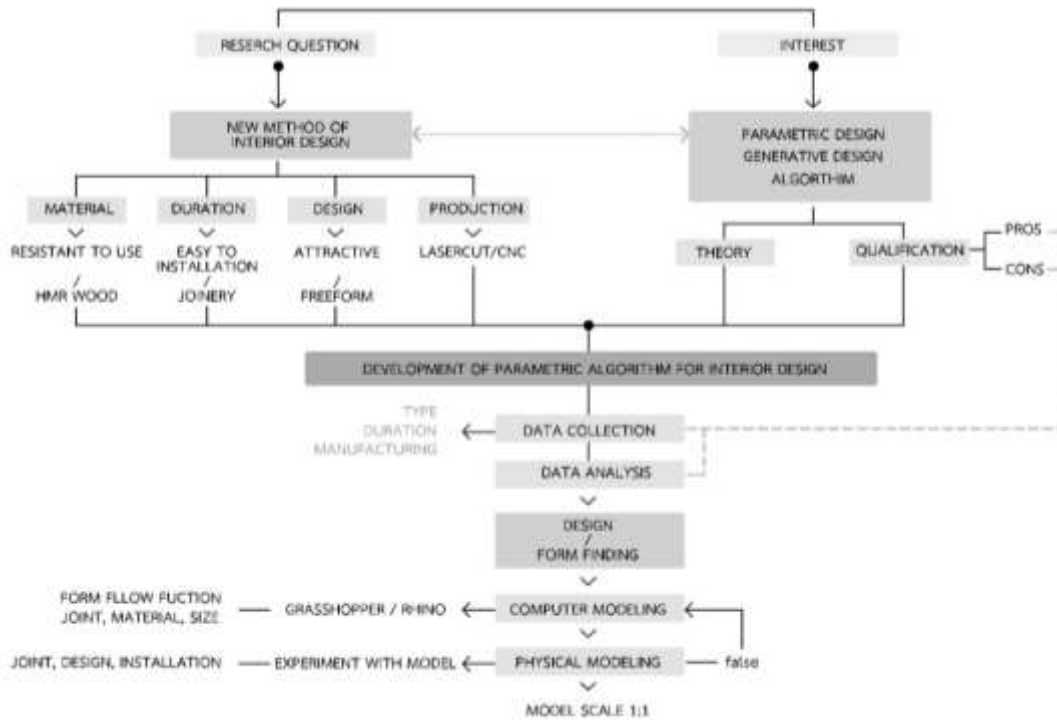 RESERCH QUESTION
INTEREST
NEW METHOD OF
INTERIOR DESIGN
PARAMETRIC DESIGN
GENERATIVE DESIGN
ALGORTHIM
MATERIAL
DURATION
DESIGN
PRODUCTION
RESISTANT TO USE
EASY TO
INSTALLATION
ATTRACTIVE
LASERCUT/CNC
THEORY
QUALIFICATION
PROS
CONS
/
/
/
HMR WOOD
JOINERY
FREEFORM
DEVELOPMENT OF PARAMETRIC ALGORITHM FOR INTERIOR DESIGN
TYPE
DURATION
MANUFACTURING
DATA COLLECTION
DATA ANALYSIS
DESIGN
/
FORM FINDING
FORM FLLOW FUCTION
JOINT, MATERIAL, SIZE
GRASSHOPPER / RHINO
COMPUTER MODELING
JOINT, DESIGN, INSTALLATION
EXPERIMENT WITH MODEL
PHYSICAL MODELING
false
MODEL SCALE 1:1